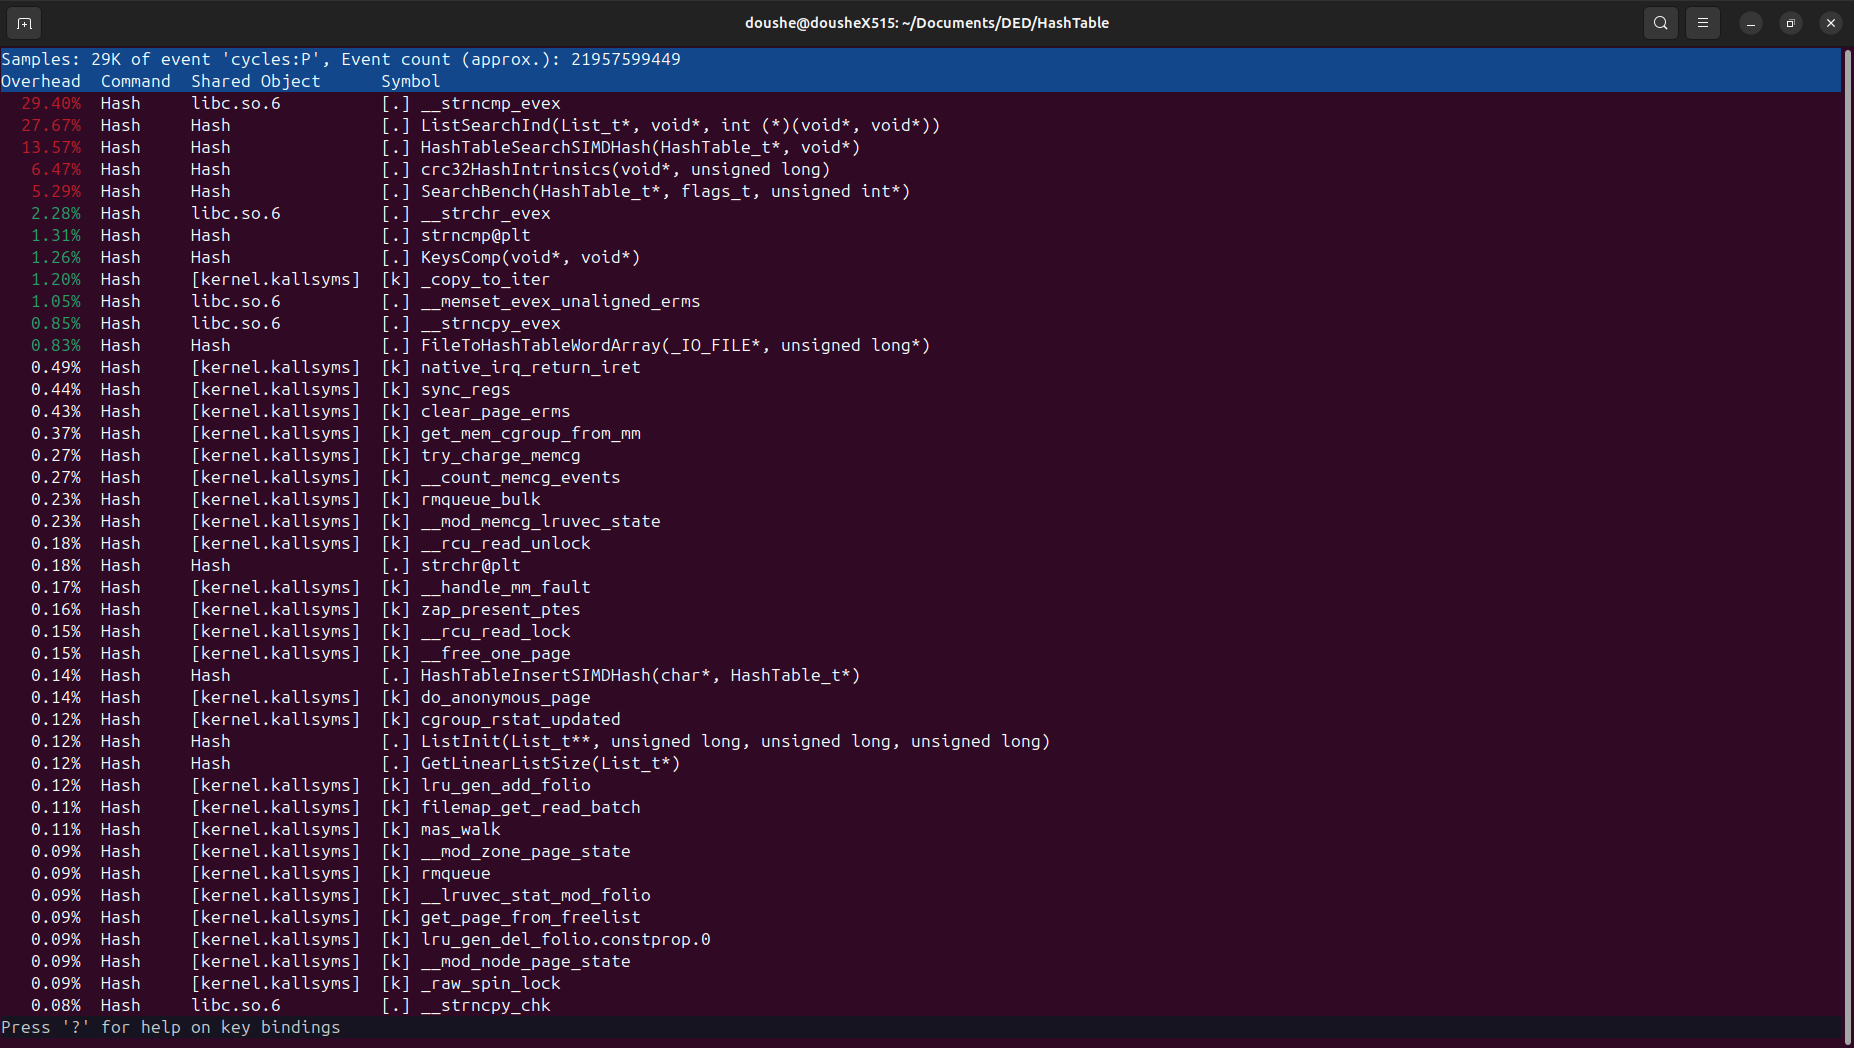 doushe@dousheX515: ~/Documents/DED/HashTable
Samples: 29K of event 'cycles:P', Event count (approx.): 21957599449
Overhead  Command  Shared Object      Symbol
29.40%  Hash     libc.so.6          [.] __strncmp_evex
27.67%  Hash     Hash               [.] ListSearchInd(List_t*, void*, int (*)(void*, void*))
13.57%  Hash     Hash               [.] HashTableSearchSIMDHash(HashTable_t*, void*)
6.47%  Hash     Hash               [.] crc32HashIntrinsics(void*, unsigned long)
5.29%  Hash     Hash               [.] SearchBench(HashTable_t*, flags_t, unsigned int*)
2.28%  Hash     libc.so.6          [.] __strchr_evex
1.31%  Hash     Hash               [.] strncmp@plt
1.26%  Hash     Hash               [.] KeysComp(void*, void*)
1.20%  Hash     [kernel.kallsyms]  [k] _copy_to_iter
1.05%  Hash     libc.so.6          [.] __memset_evex_unaligned_erms
0.85%  Hash     libc.so.6          [.] __strncpy_evex
0.83%  Hash     Hash               [.] FileToHashTableWordArray(_IO_FILE*, unsigned long*)
0.49%  Hash     [kernel.kallsyms]  [k] native_irq_return_iret
0.44%  Hash     [kernel.kallsyms]  [k] sync_regs
0.43%  Hash     [kernel.kallsyms]  [k] clear_page_erms
0.37%  Hash     [kernel.kallsyms]  [k] get_mem_cgroup_from_mm
0.27%  Hash     [kernel.kallsyms]  [k] try_charge_memcg
0.27%  Hash     [kernel.kallsyms]  [k] __count_memcg_events
0.23%  Hash     [kernel.kallsyms]  [k] rmqueue_bulk
0.23%  Hash     [kernel.kallsyms]  [k] __mod_memcg_lruvec_state
0.18%  Hash     [kernel.kallsyms]  [k] __rcu_read_unlock
0.18%  Hash     Hash               [.] strchr@plt
0.17%  Hash     [kernel.kallsyms]  [k] __handle_mm_fault
0.16%  Hash     [kernel.kallsyms]  [k] zap_present_ptes
0.15%  Hash     [kernel.kallsyms]  [k] __rcu_read_lock
0.15%  Hash     [kernel.kallsyms]  [k] __free_one_page
0.14%  Hash     Hash               [.] HashTableInsertSIMDHash(char*, HashTable_t*)
0.14%  Hash     [kernel.kallsyms]  [k] do_anonymous_page
0.12%  Hash     [kernel.kallsyms]  [k] cgroup_rstat_updated
0.12%  Hash     Hash               [.] ListInit(List_t**, unsigned long, unsigned long, unsigned long)
0.12%  Hash     Hash               [.] GetLinearListSize(List_t*)
0.12%  Hash     [kernel.kallsyms]  [k] lru_gen_add_folio
0.11%  Hash     [kernel.kallsyms]  [k] filemap_get_read_batch
0.11%  Hash     [kernel.kallsyms]  [k] mas_walk
0.09%  Hash     [kernel.kallsyms]  [k] __mod_zone_page_state
0.09%  Hash     [kernel.kallsyms]  [k] rmqueue
0.09%  Hash     [kernel.kallsyms]  [k] __lruvec_stat_mod_folio
0.09%  Hash     [kernel.kallsyms]  [k] get_page_from_freelist
0.09%  Hash     [kernel.kallsyms]  [k] lru_gen_del_folio.constprop.0
0.09%  Hash     [kernel.kallsyms]  [k] __mod_node_page_state
0.09%  Hash     [kernel.kallsyms]  [k] _raw_spin_lock
0.08%  Hash     libc.so.6          [.] __strncpy_chk
Press '?' for help on key bindings